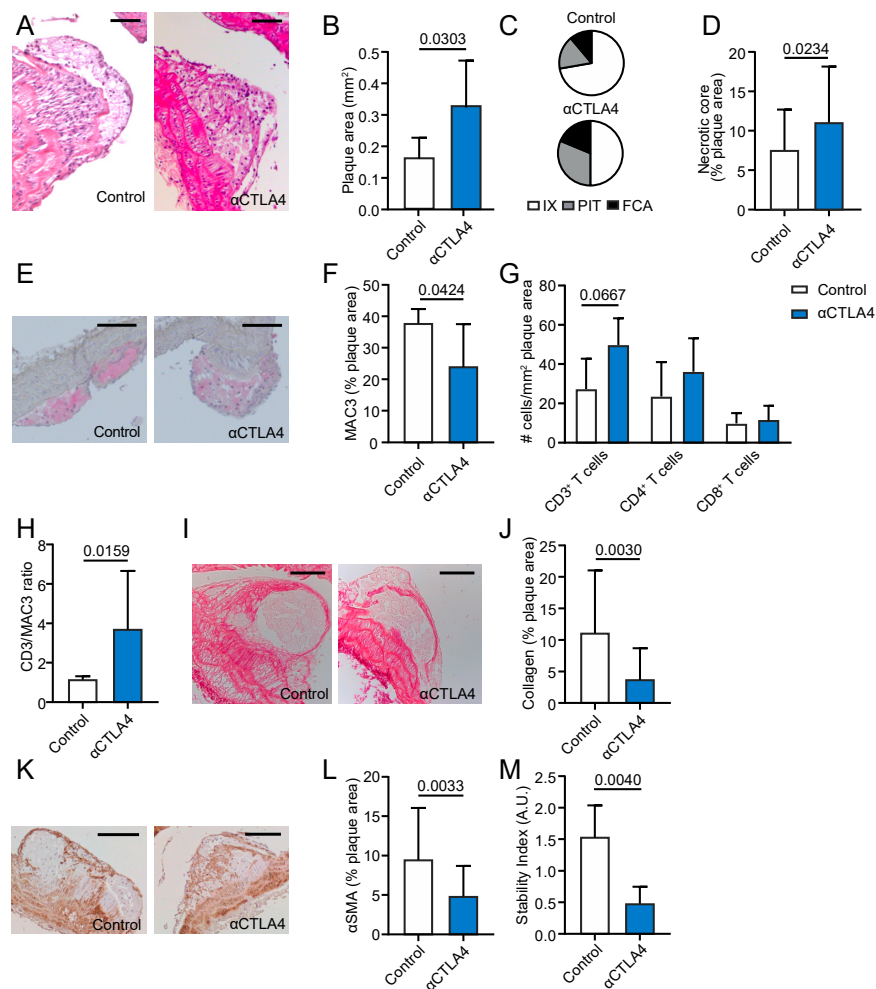 A
Control
αCTLA4
B
Plaque area (mm²)
0.5
0.4
0.3
0.2
0.1
0.0
0.0303
Control
αCTLA4
C
Control
αCTLA4
IX PIT FCA
D
Necrotic core
(% plaque area)
20
15
10
5
0
0.0234
Control
αCTLA4
E
Control
αCTLA4
F
MAC3 (% plaque area)
50
40
30
20
10
0
0.0424
Control
αCTLA4
G
# cells/mm² plaque area
80
60
40
20
0
0.0667
CD3⁺ T cells
CD4⁺ T cells
CD8⁺ T cells
Control
αCTLA4
H
CD3/MAC3 ratio
8
6
4
2
0
0.0159
Control
αCTLA4
I
Control
αCTLA4
J
Collagen (% plaque area)
25
20
15
10
5
0
0.0030
Control
αCTLA4
K
Control
αCTLA4
L
αSMA (% plaque area)
20
15
10
5
0
0.0033
Control
αCTLA4
M
Stability Index (A.U.)
2.5
2.0
1.5
1.0
0.5
0.0
0.0040
Control
αCTLA4